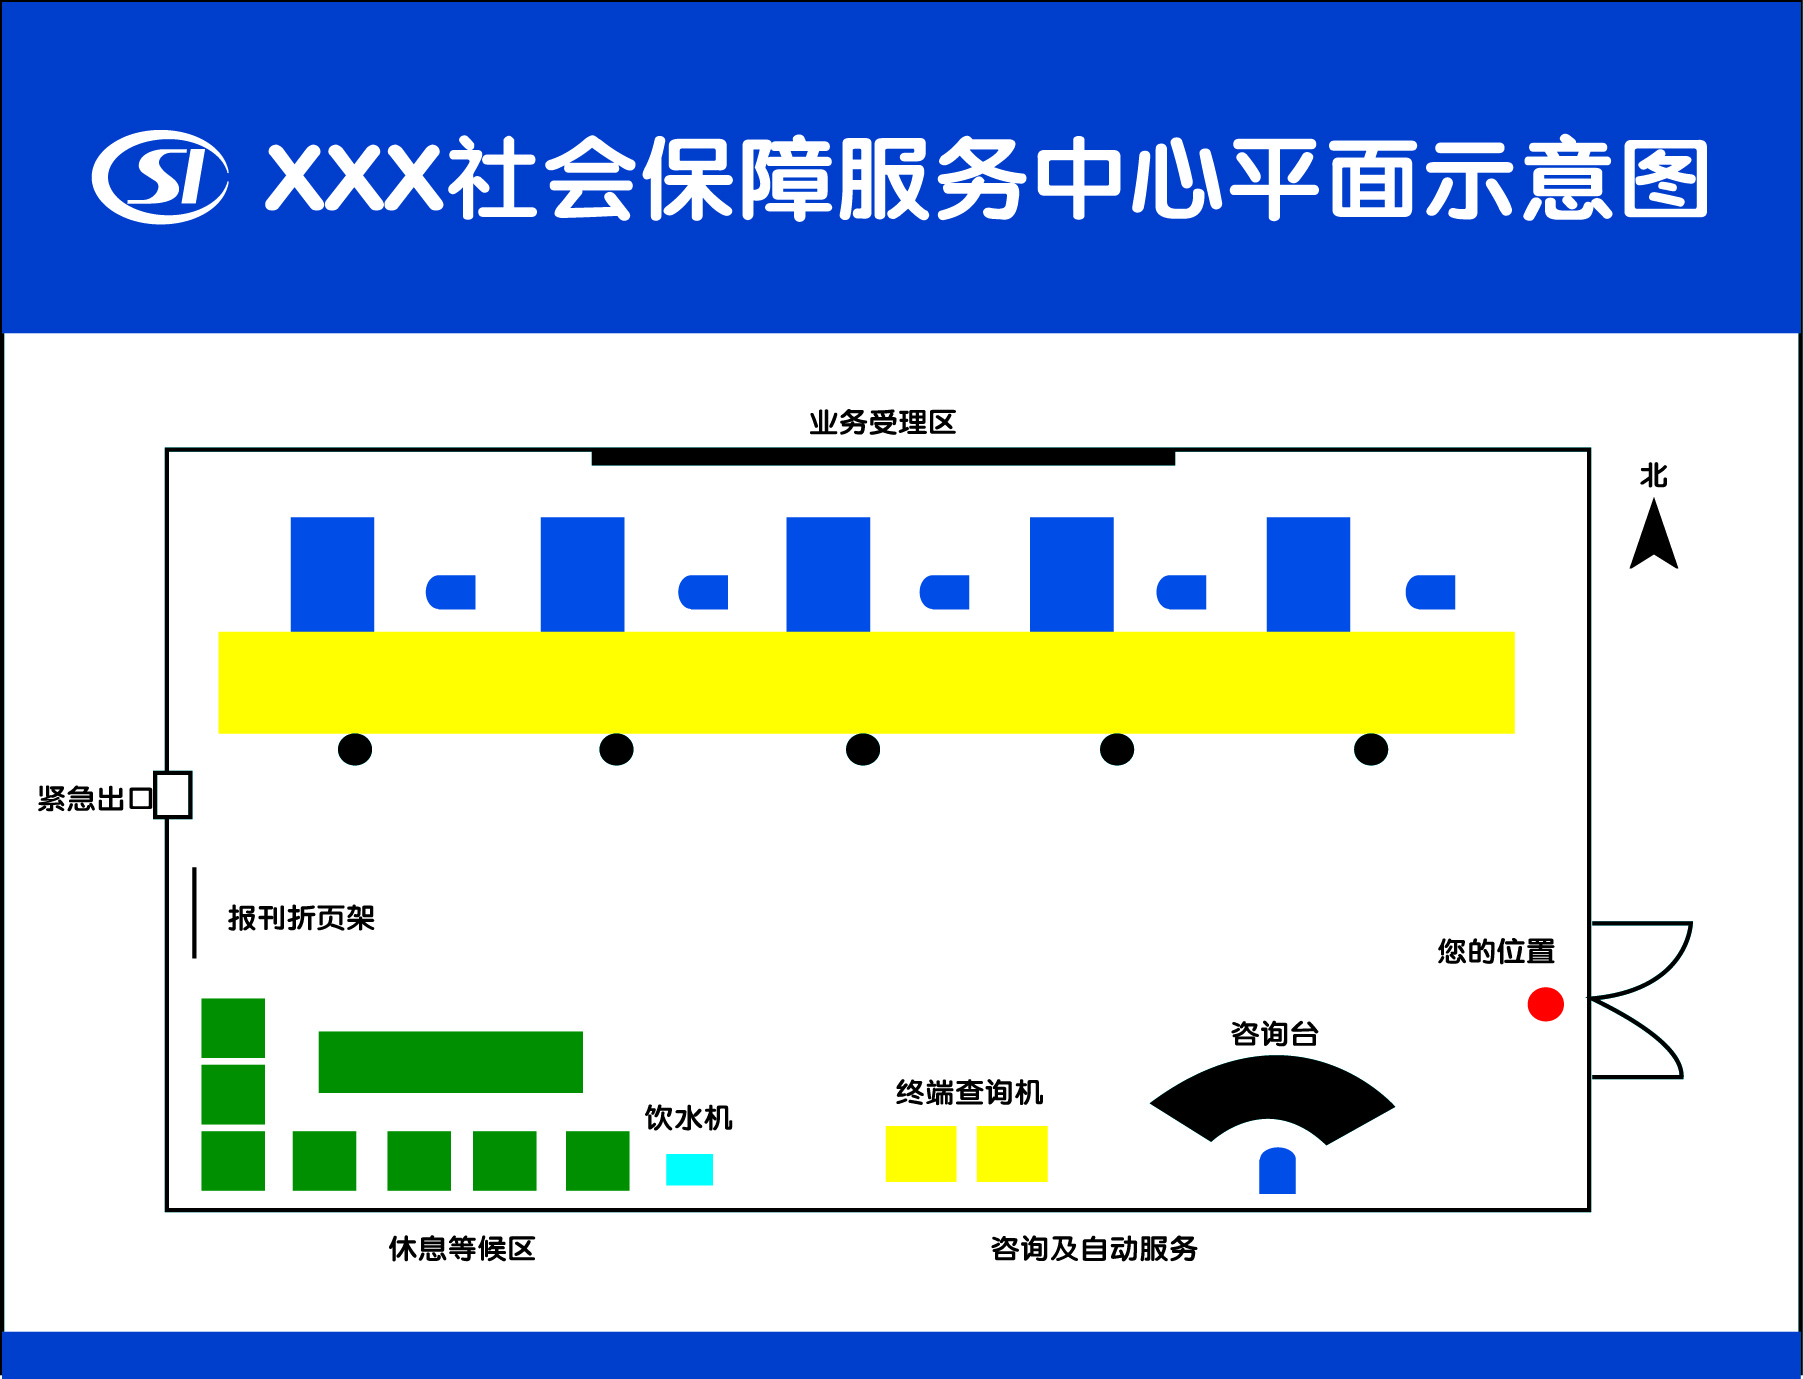 SI XXX社会保障服务中心平面示意图
业务受理区
北
紧急出口
报刊折页架
您的位置
咨询台
终端查询机
饮水机
休息等候区
咨询及自动服务